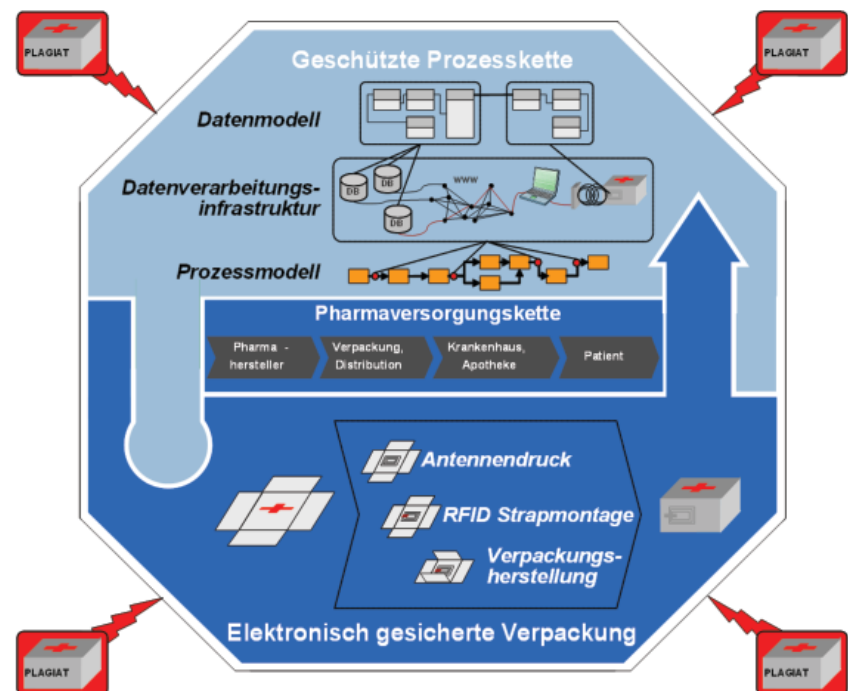 PLAGIAT
PLAGIAT
Geschützte Prozesskette
Datenmodell
Datenverarbeitungs-
infrastruktur
DB
DB
DB
WWW
Prozessmodell
Pharmaversorgungskette
Pharma -
hersteller
Verpackung,
Distribution
Krankenhaus,
Apotheke
Patient
Antennendruck
RFID Strapmontage
Verpackungs-
herstellung
Elektronisch gesicherte Verpackung
PLAGIAT
PLAGIAT